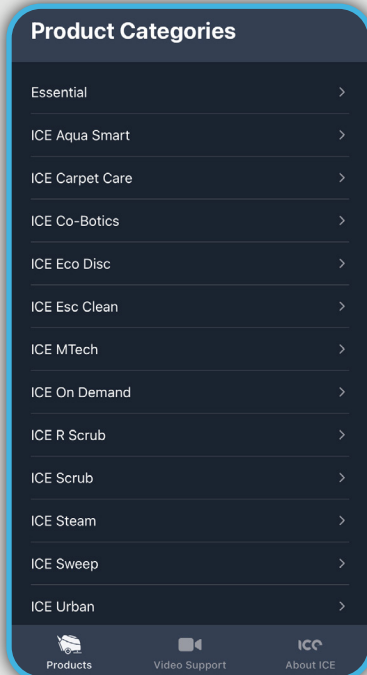 Product Categories
Essential
ICE Aqua Smart
ICE Carpet Care
ICE Co-Botics
ICE Eco Disc
ICE Esc Clean
ICE MTech
ICE On Demand
ICE R Scrub
ICE Scrub
ICE Steam
ICE Sweep
ICE Urban
ice
Products
Video Support
About ICE